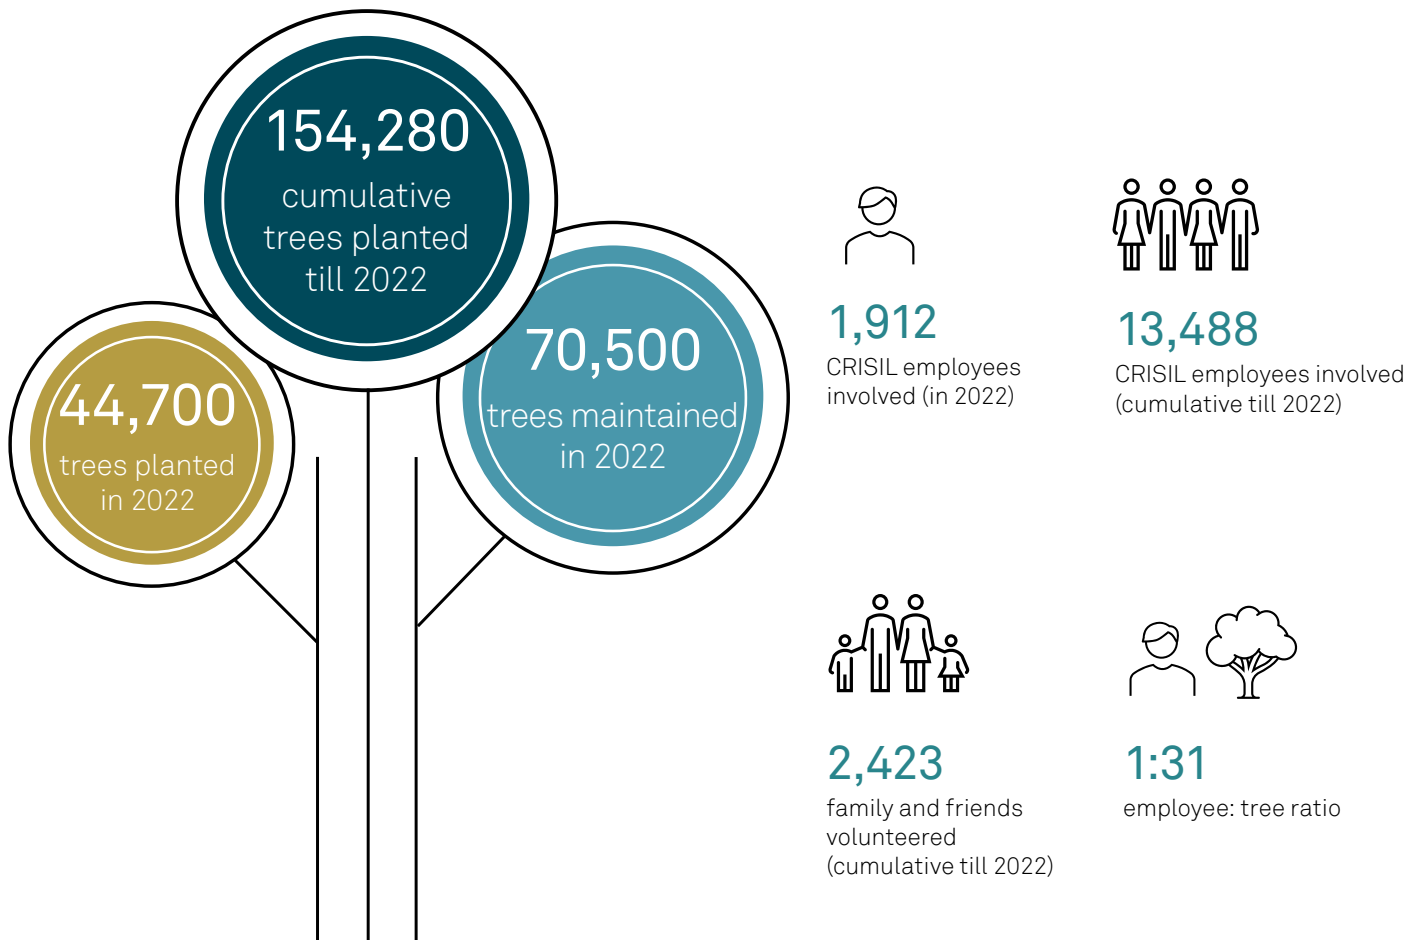 154,280
cumulative
trees planted
till 2022
44,700
trees planted
in 2022
70,500
trees maintained
in 2022
1,912
CRISIL employees
involved (in 2022)
13,488
CRISIL employees involved
(cumulative till 2022)
2,423
family and friends
volunteered
(cumulative till 2022)
1:31
employee: tree ratio